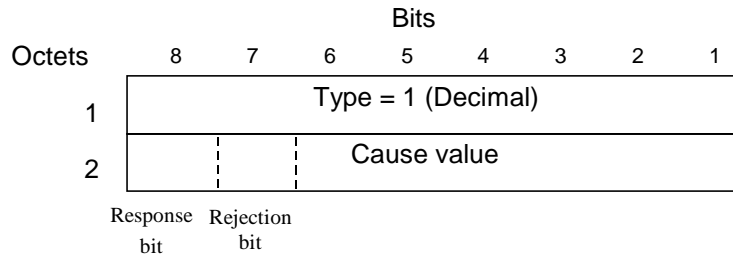 Bits
Octets 8 7 6 5 4 3 2 1
1 Type = 1 (Decimal)
2 Cause value
Response Rejection
bit bit